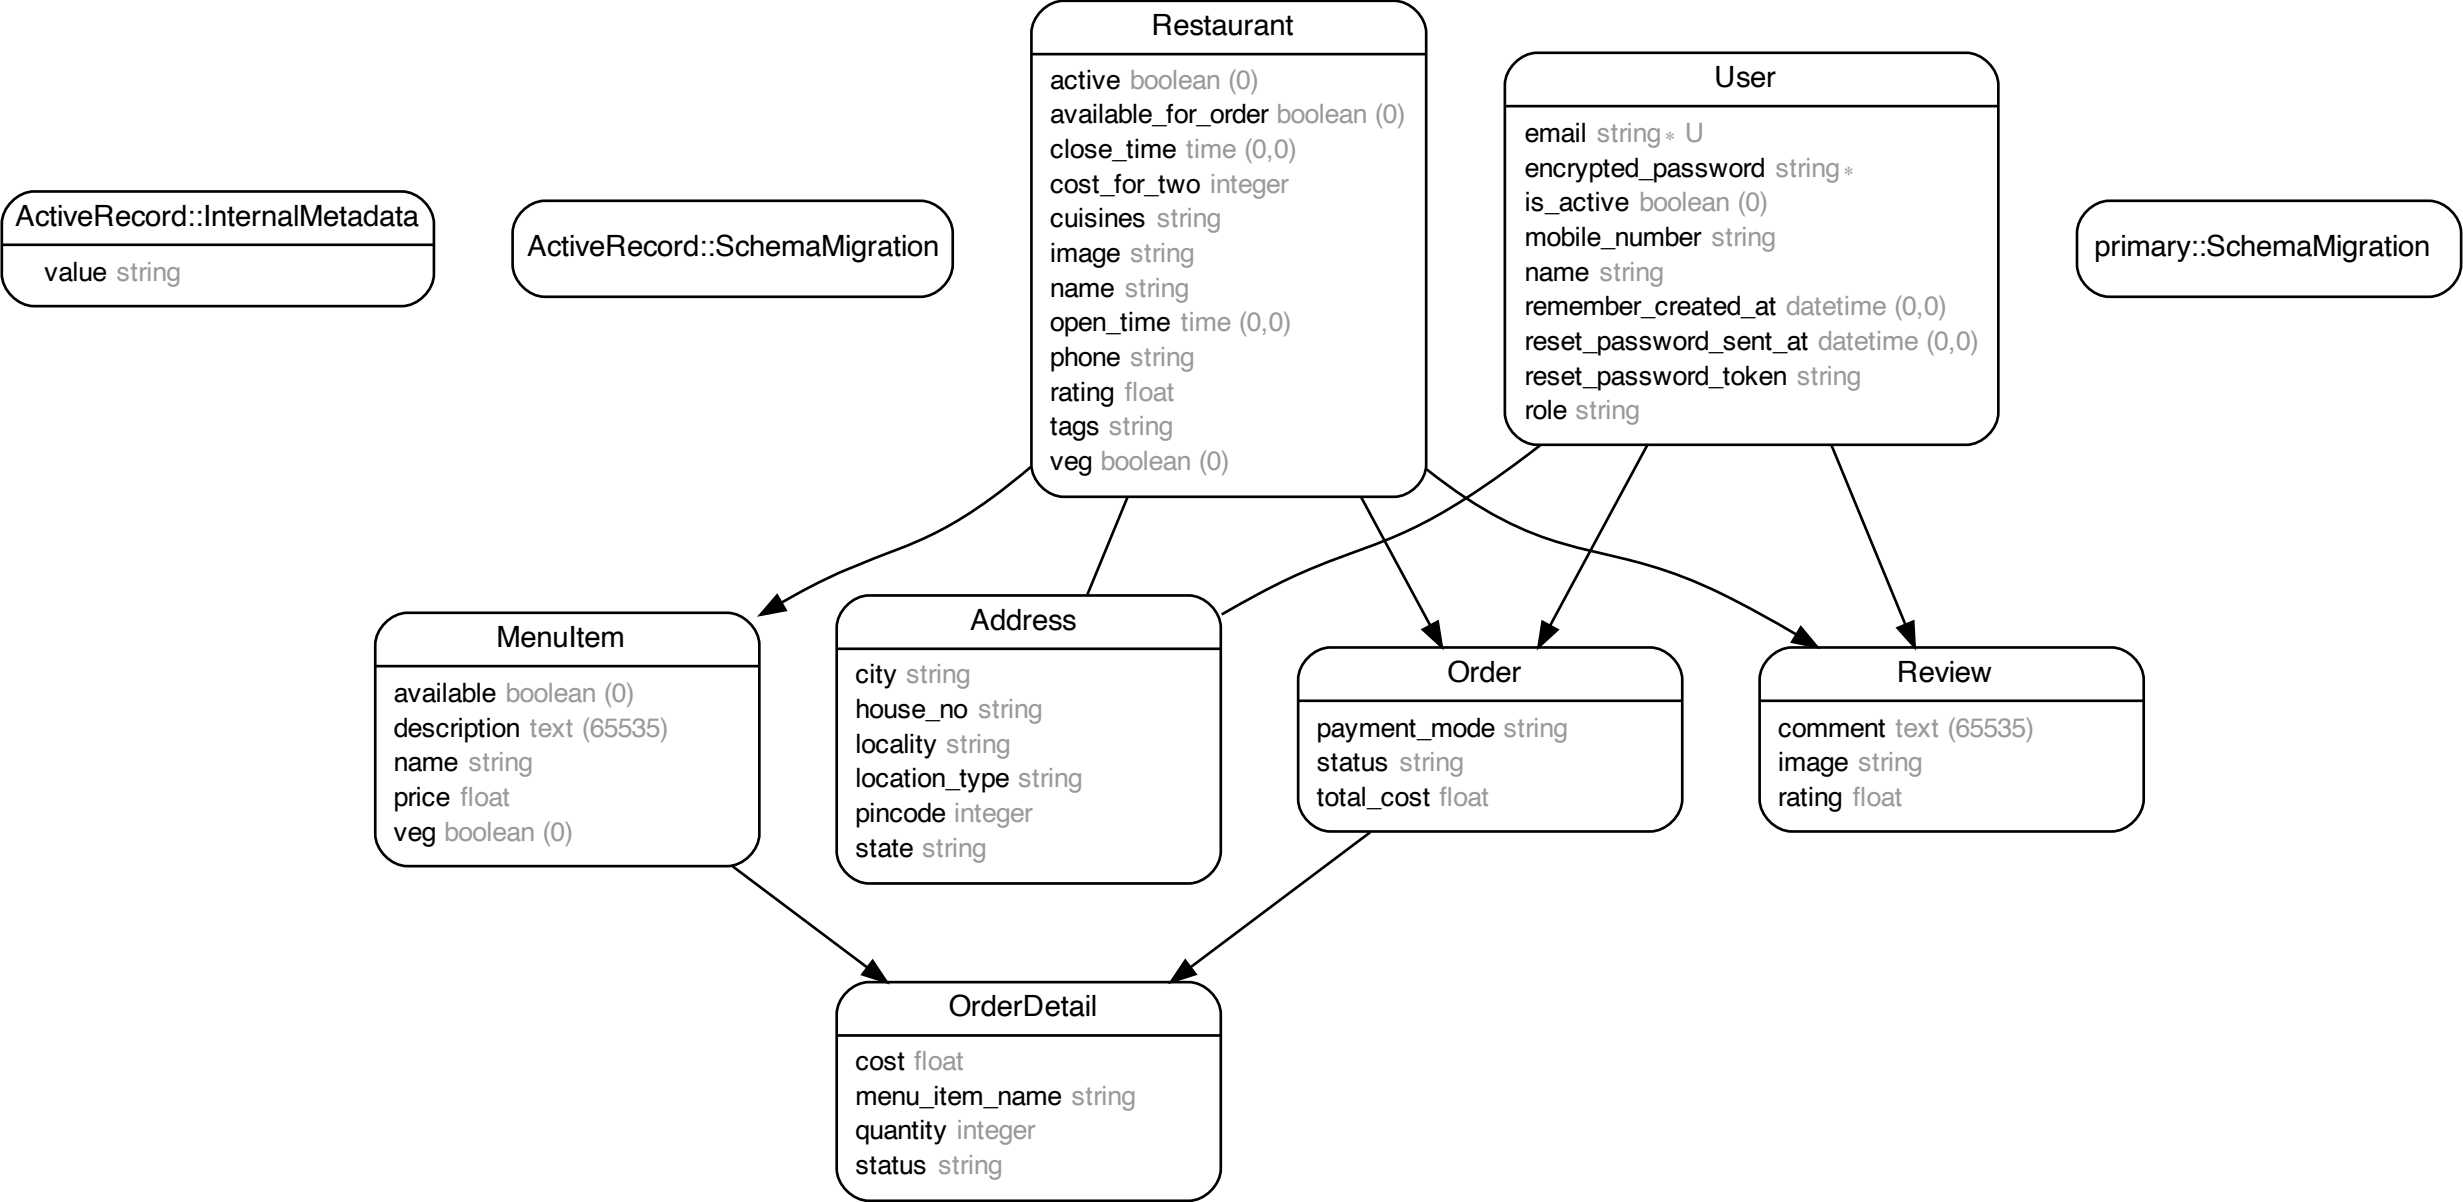 Restaurant
active boolean (0)
available_for_order boolean (0)
close_time time (0,0)
cost_for_two integer
cuisines string
image string
name string
open_time time (0,0)
phone string
rating float
tags string
veg boolean (0)
User
email string∗ U
encrypted_password string∗
is_active boolean (0)
mobile_number string
name string
remember_created_at datetime (0,0)
reset_password_sent_at datetime (0,0)
reset_password_token string
role string
ActiveRecord::InternalMetadata
value string
ActiveRecord::SchemaMigration
primary::SchemaMigration
MenuItem
available boolean (0)
description text (65535)
name string
price float
veg boolean (0)
Address
city string
house_no string
locality string
location_type string
pincode integer
state string
Order
payment_mode string
status string
total_cost float
Review
comment text (65535)
image string
rating float
OrderDetail
cost float
menu_item_name string
quantity integer
status string